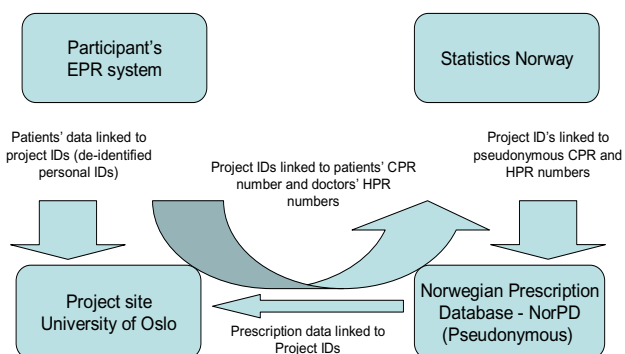 Participant's
EPR system
Statistics Norway
Patients' data linked to
project IDs (de-identified
personal IDs)
Project IDs linked to patients' CPR
number and doctors' HPR
numbers
Project ID's linked to
pseudonymous CPR and
HPR numbers
Project site
University of Oslo
Norwegian Prescription
Database - NorPD
(Pseudonymous)
Prescription data linked to
Project IDs